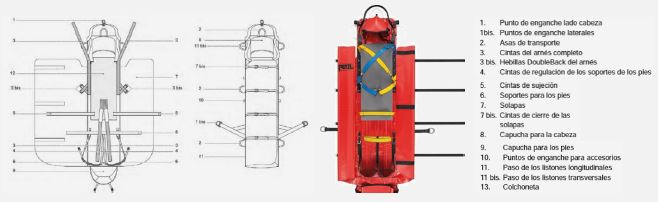 1. Punto de enganche lado cabeza
1bis. Puntos de enganche laterales
2. Asas de transporte
3. Cintas del arnés completo
3 bis. Hebillas DoubleBack del arnés
4. Cintas de regulación de los soportes de los pies
5. Cintas de sujeción
6. Soportes para los pies
7. Solapas
7 bis. Cintas de cierre de las
solapas
8. Capucha para la cabeza
9. Capucha para los pies
10. Puntos de enganche para accesorios
11. Paso de los listones longitudinales
11 bis. Paso de los listones transversales
13. Colchoneta